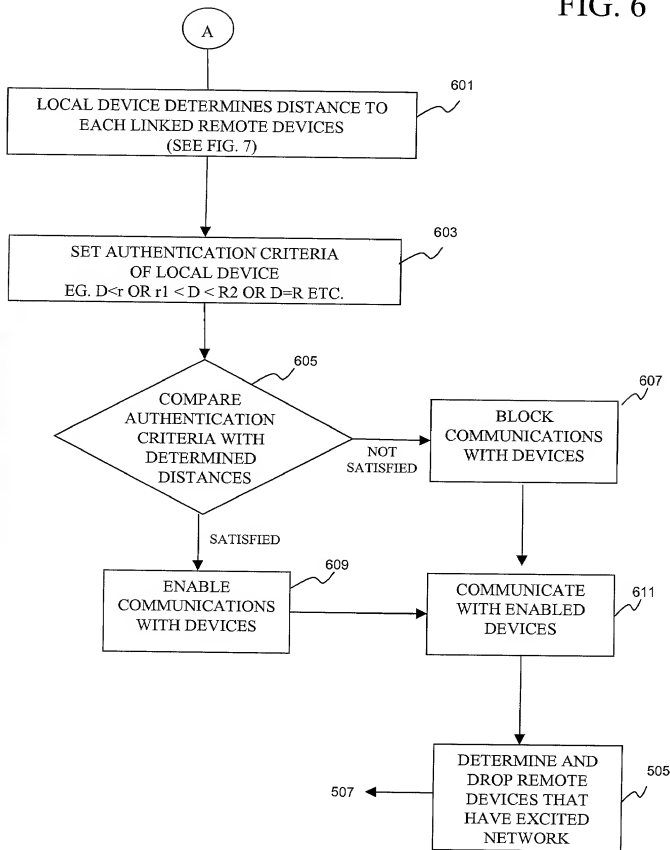 FIG. 6
A
LOCAL DEVICE DETERMINES DISTANCE TO
EACH LINKED REMOTE DEVICES
(SEE FIG. 7)
601
SET AUTHENTICATION CRITERIA
OF LOCAL DEVICE
EG. D<r OR r1 < D < R2 OR D=R ETC.
603
COMPARE
AUTHENTICATION
CRITERIA WITH
DETERMINED
DISTANCES
605
NOT
SATISFIED
BLOCK
COMMUNICATIONS
WITH DEVICES
607
SATISFIED
ENABLE
COMMUNICATIONS
WITH DEVICES
609
COMMUNICATE
WITH ENABLED
DEVICES
611
DETERMINE AND
DROP REMOTE
DEVICES THAT
HAVE EXCITED
NETWORK
505
507